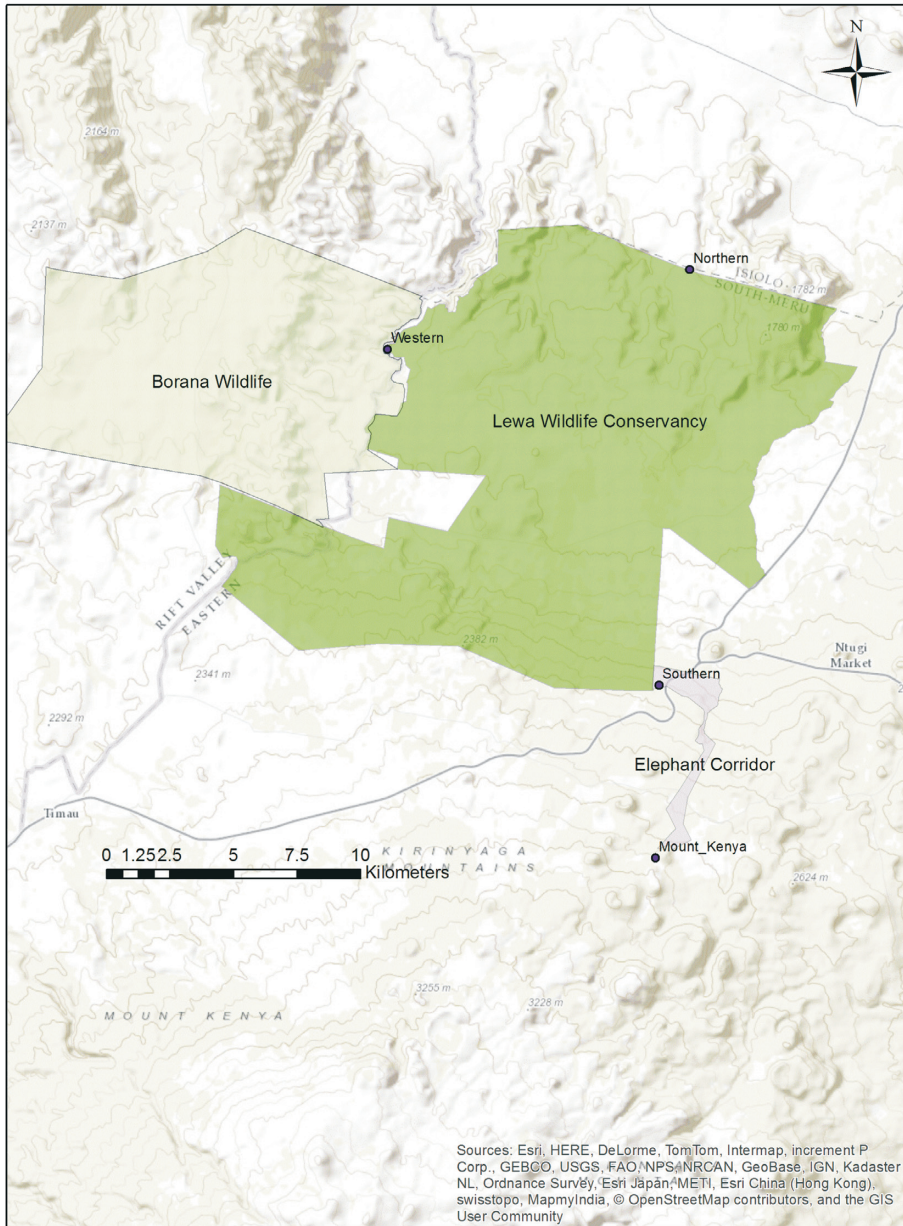 N
2164 m
2137 m
Northern
ISIOLO
1782 m
SOUTH-MERU
1780 m
Western
Borana Wildlife
Lewa Wildlife Conservancy
RIFT VALLEY
EASTERN
2382 m
2341 m
Ntugi
Market
Southern
2292 m
Elephant Corridor
Timau
0 1.25 2.5 5 7.5 10
Kilometers
KIRINYAGA
MOUNTAINS
Mount_Kenya
2624 m
3255 m
3228 m
MOUNT KENYA
Sources: Esri, HERE, DeLorme, TomTom, Intermap, increment P
Corp., GEBCO, USGS, FAO, NPS, NRCAN, GeoBase, IGN, Kadaster
NL, Ordnance Survey, Esri Japan, METI, Esri China (Hong Kong),
swisstopo, MapmyIndia, © OpenStreetMap contributors, and the GIS
User Community